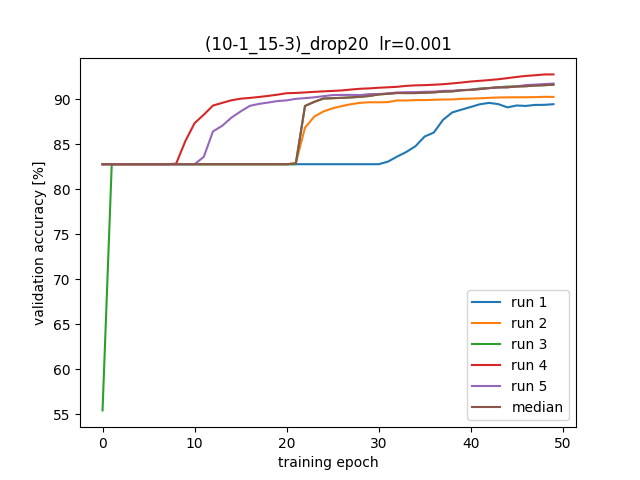 (10-1_15-3)_drop20  lr=0.001
validation accuracy [%]
90
85
80
75
70
65
60
55
0
10
20
30
40
50
training epoch
run 1
run 2
run 3
run 4
run 5
median